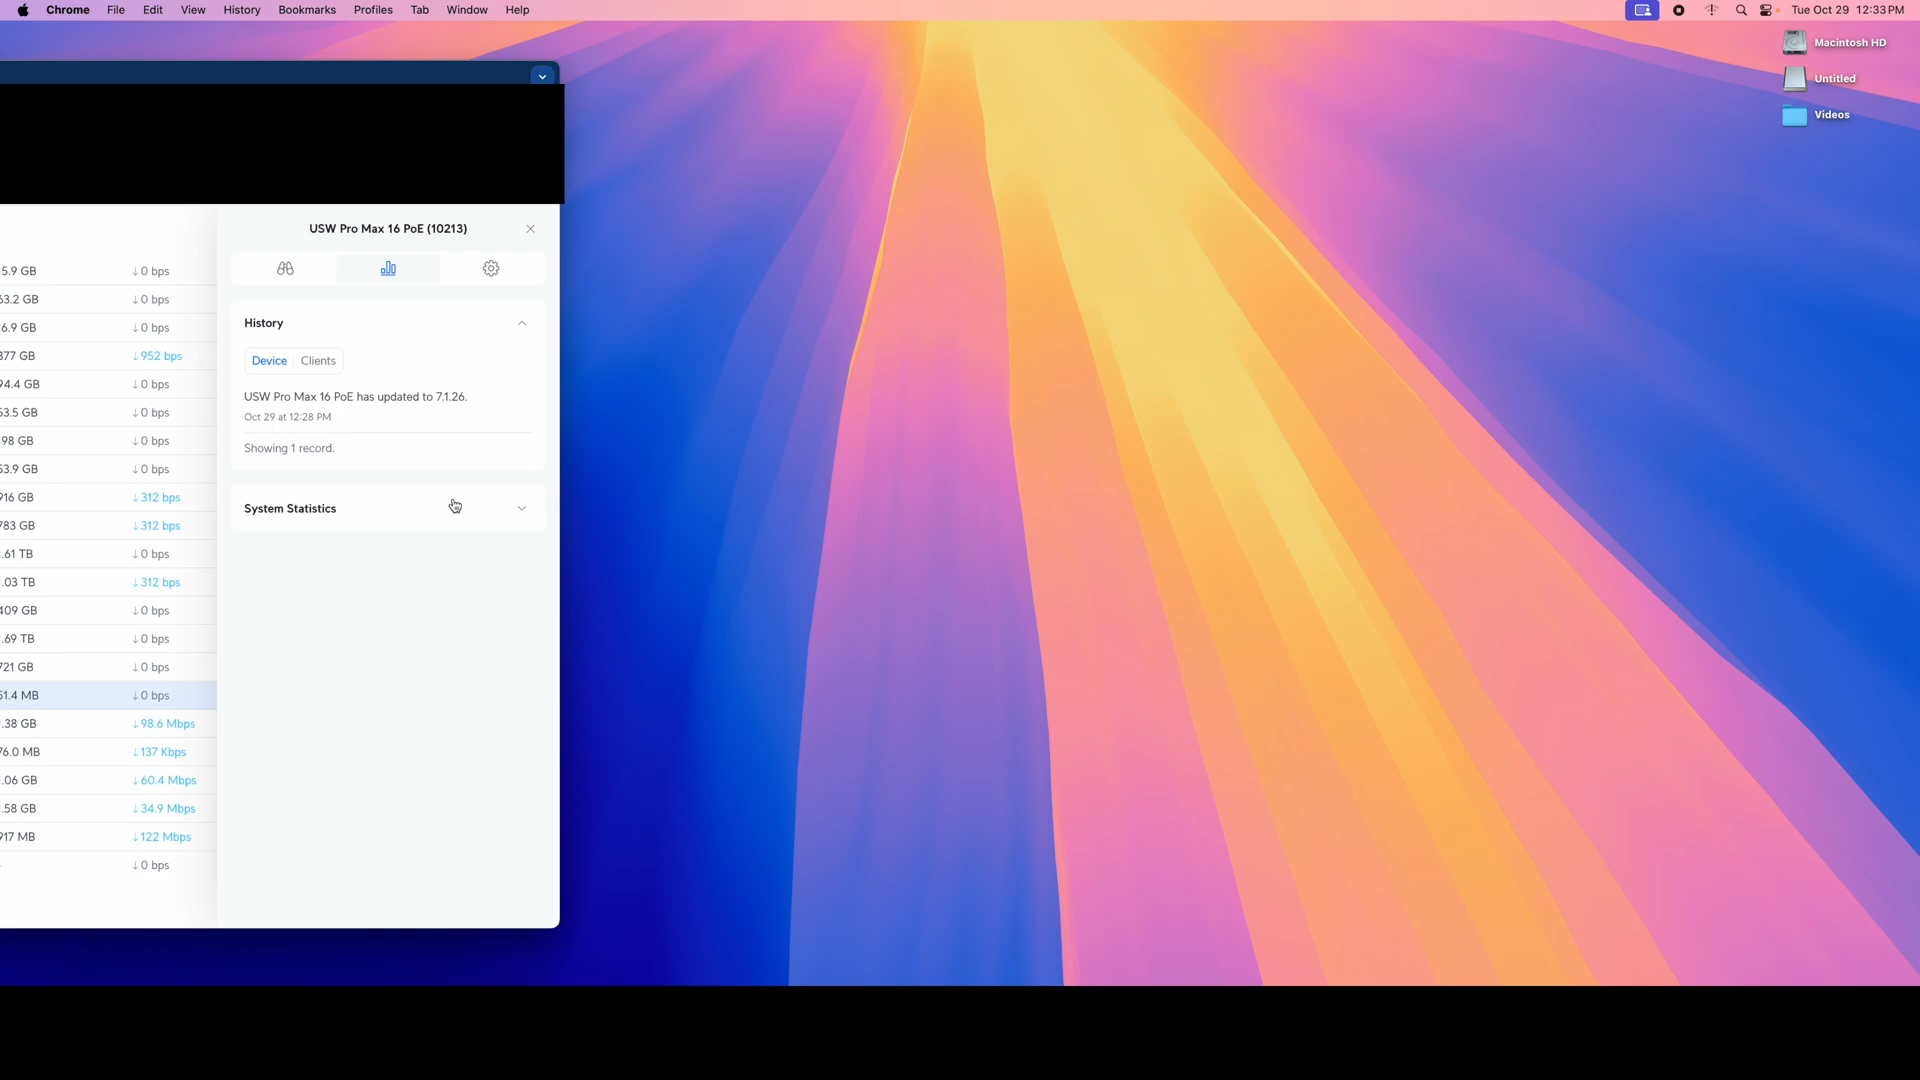 Chrome File Edit View History Bookmarks Profiles Tab Window Help Tue Oct 29 12:33 PM
Macintosh HD
Untitled
Videos
USW Pro Max 16 PoE (10213)
5.9 GB ↓ 0 bps
63.2 GB ↓ 0 bps
6.9 GB ↓ 0 bps
377 GB ↓ 952 bps
94.4 GB ↓ 0 bps
53.5 GB ↓ 0 bps
98 GB ↓ 0 bps
53.9 GB ↓ 0 bps
916 GB ↓ 312 bps
783 GB ↓ 312 bps
.61 TB ↓ 0 bps
.03 TB ↓ 312 bps
409 GB ↓ 0 bps
.69 TB ↓ 0 bps
721 GB ↓ 0 bps
51.4 MB ↓ 0 bps
.38 GB ↓ 98.6 Mbps
76.0 MB ↓ 137 Kbps
.06 GB ↓ 60.4 Mbps
.58 GB ↓ 34.9 Mbps
917 MB ↓ 122 Mbps
↓ 0 bps
History
Device Clients
USW Pro Max 16 PoE has updated to 7.1.26.
Oct 29 at 12:28 PM
Showing 1 record.
System Statistics